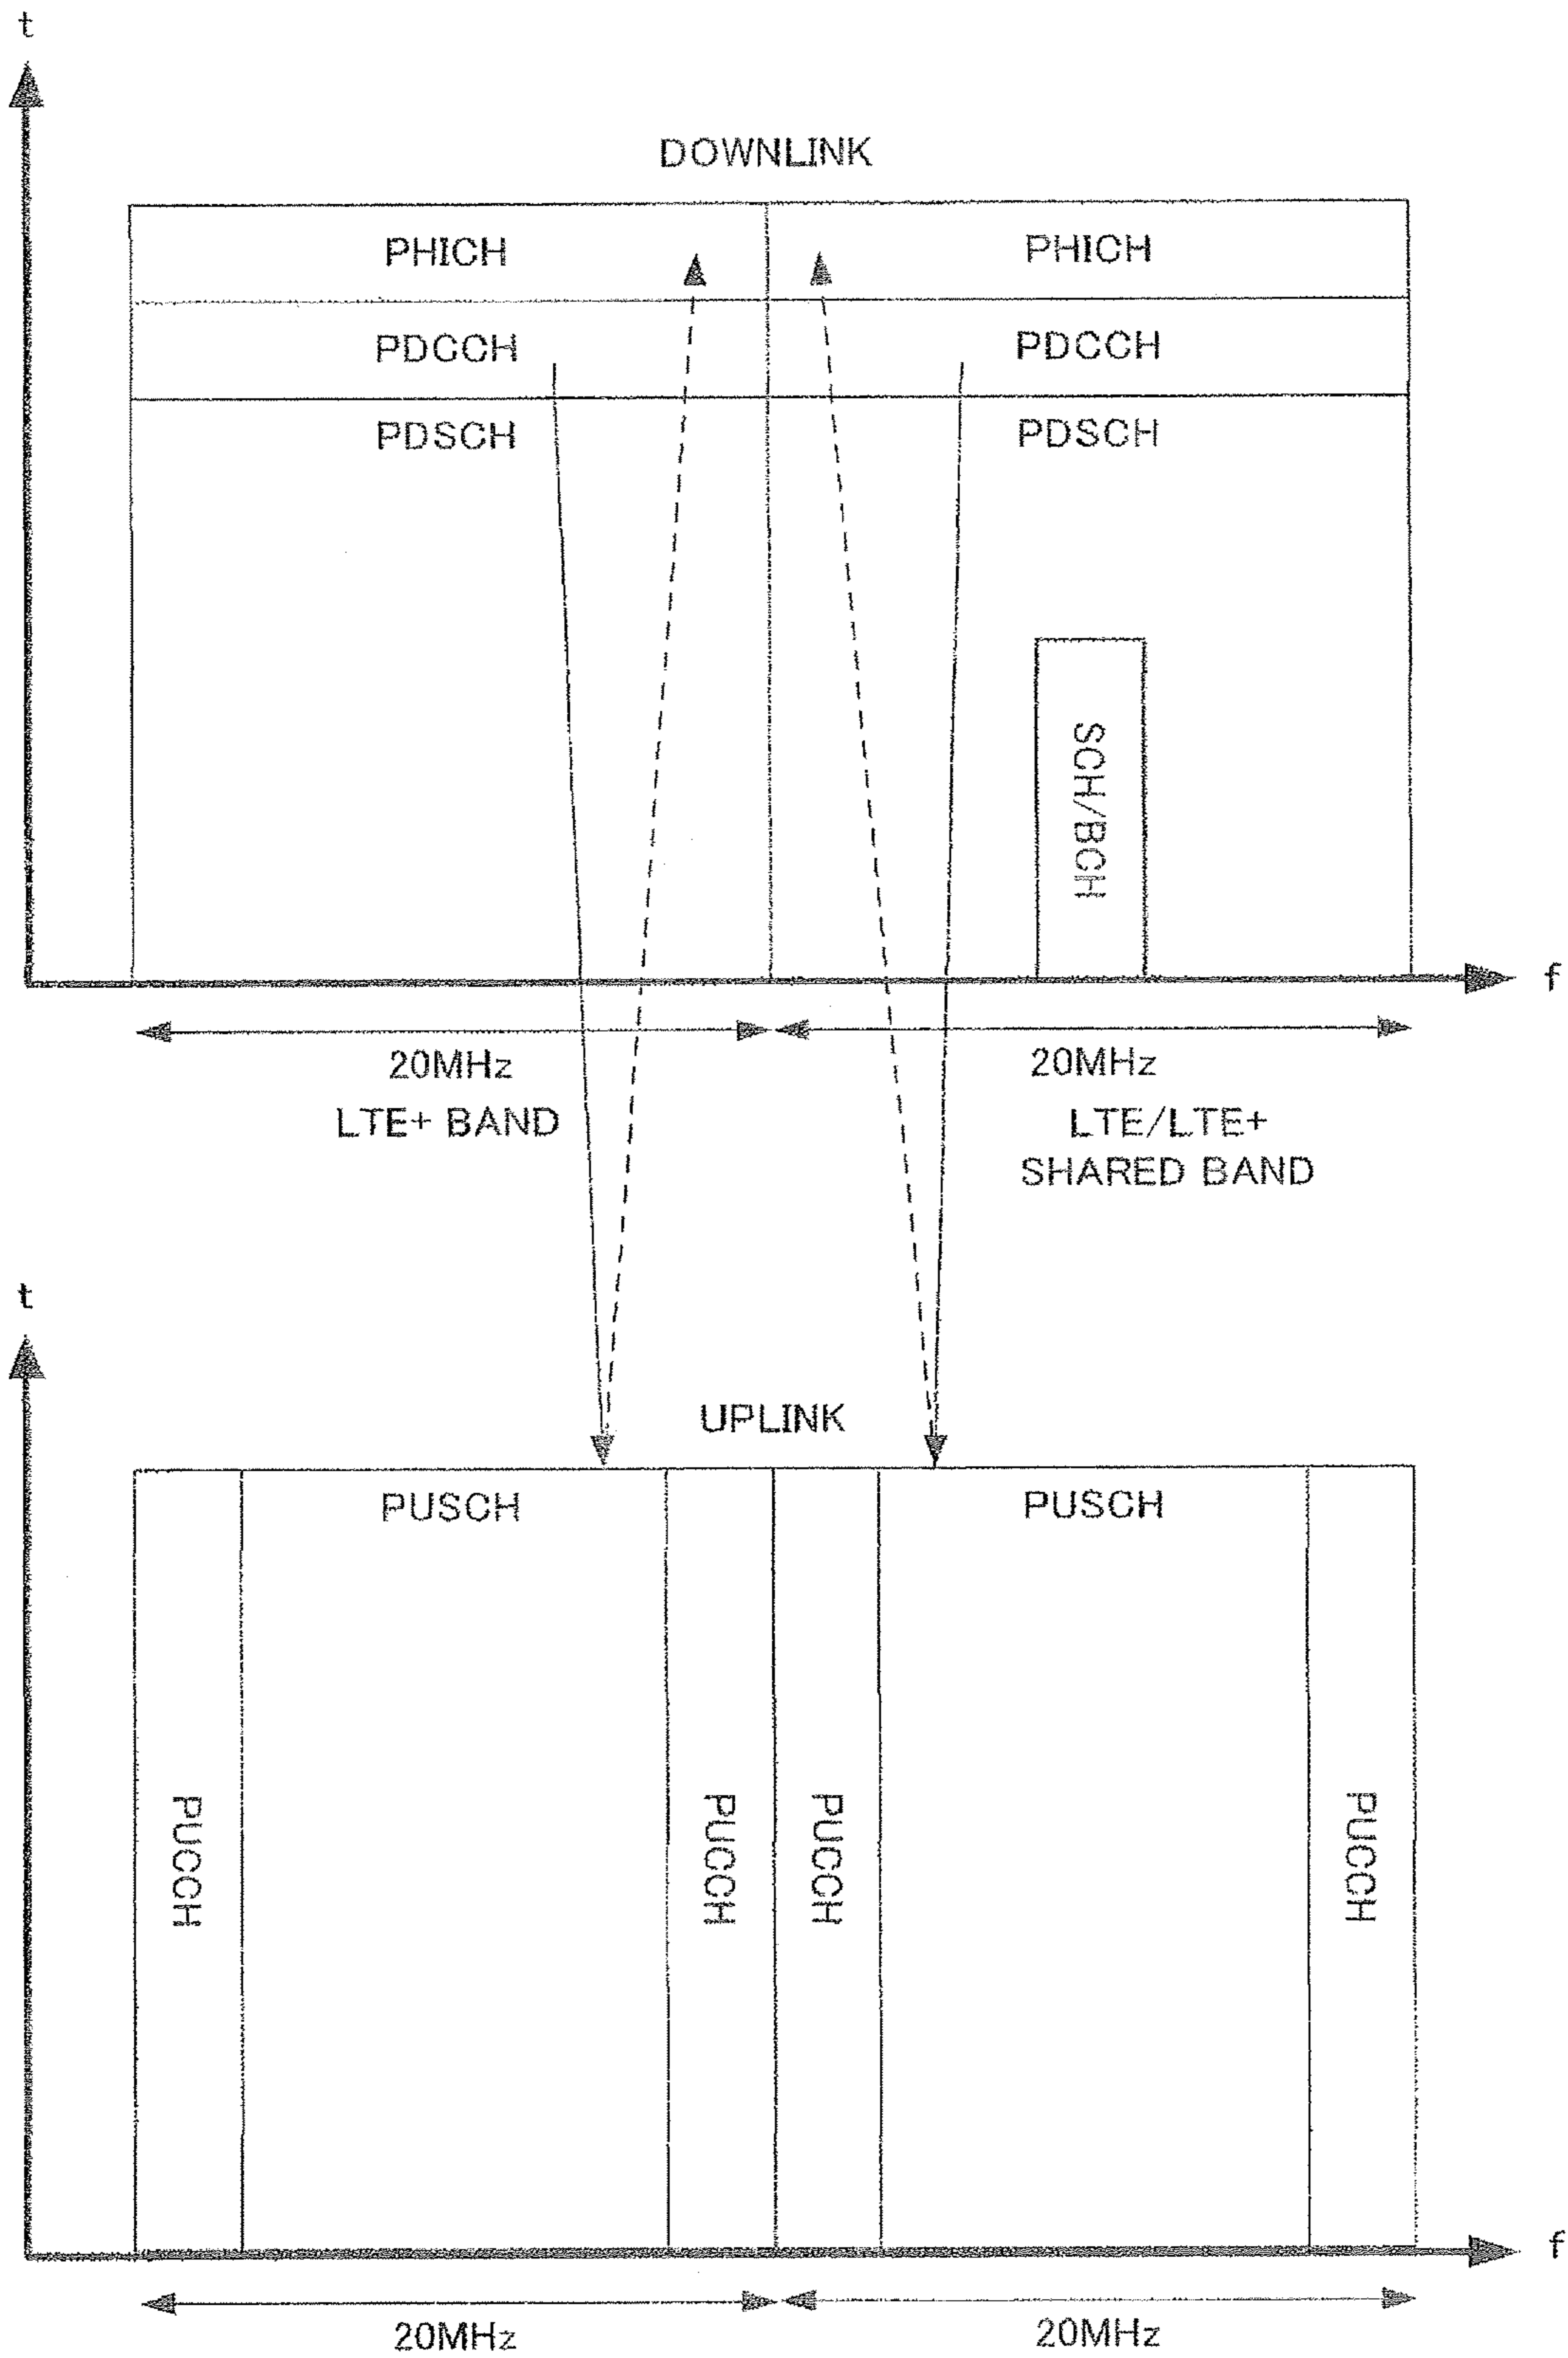 t
DOWNLINK
PHICH
PHICH
PDCCH
PDCCH
PDSCH
PDSCH
SCH/BCH
f
20MHz
20MHz
LTE+ BAND
LTE/LTE+
SHARED BAND
t
UPLINK
PUSCH
PUSCH
PUCCH
PUCCH
PUCCH
PUCCH
f
20MHz
20MHz